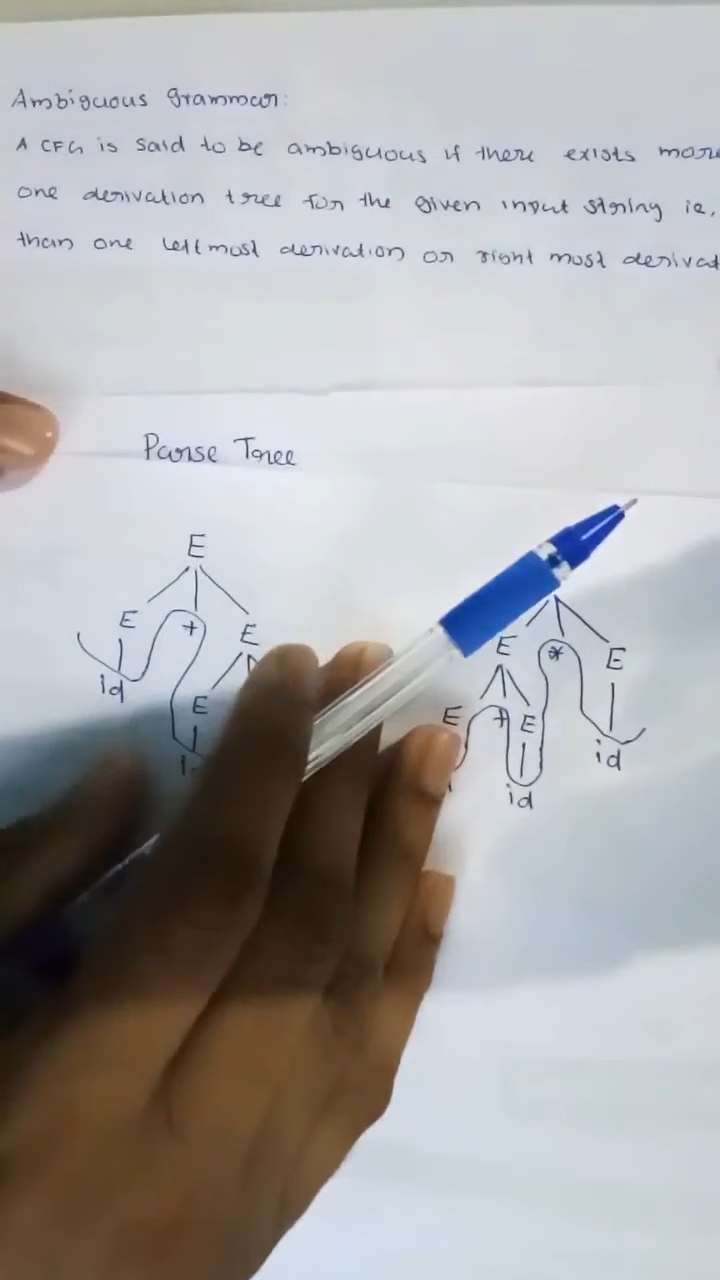 Ambiguous grammar:
A CFG is said to be ambiguous if there exists more
one derivation tree for the given input string ie,
than one leftmost derivation or right most derivat
Parse Tree
E
E + E
E * E
id E E + E
id id
id